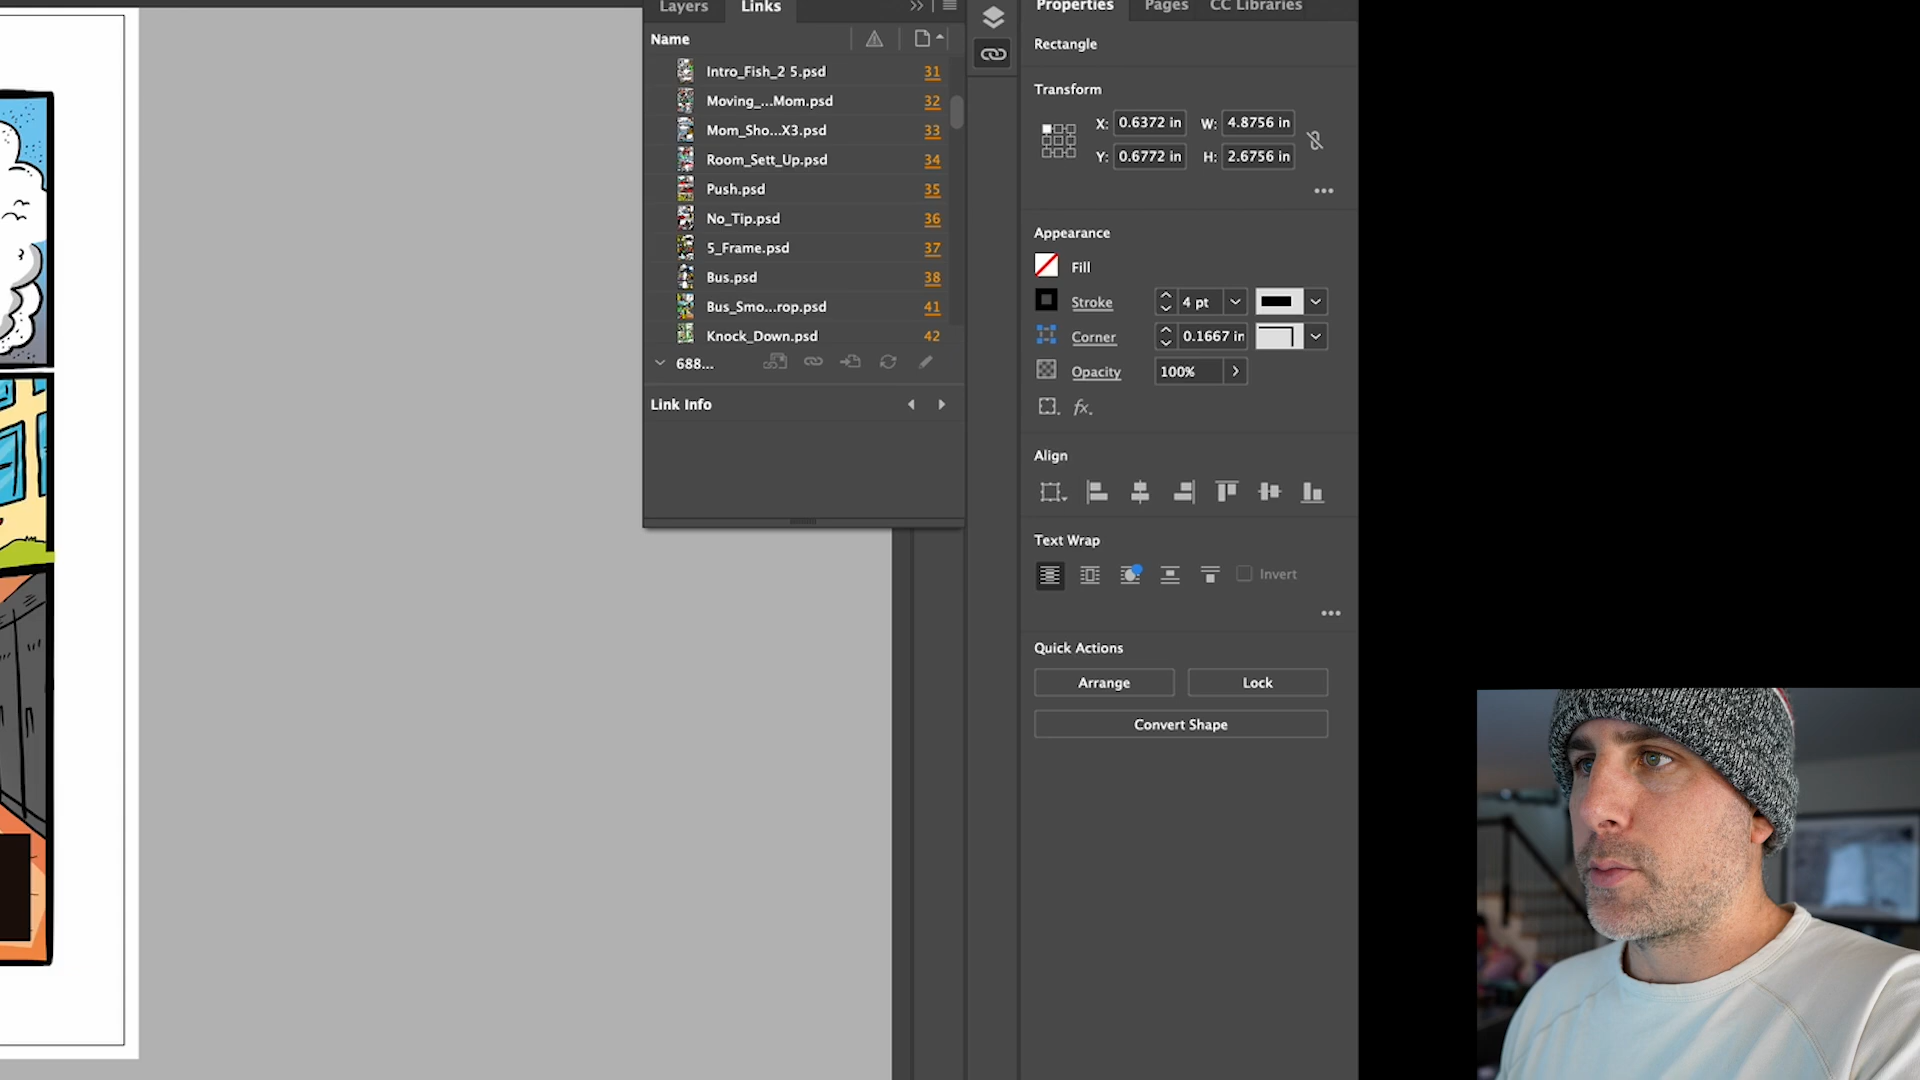 Layers Links
Name
Intro_Fish_2 5.psd 31
Moving_...Mom.psd 32
Mom_Sho...X3.psd 33
Room_Sett_Up.psd 34
Push.psd 35
No_Tip.psd 36
5_Frame.psd 37
Bus.psd 38
Bus_Smo...rop.psd 41
Knock_Down.psd 42
688...
Link Info
Properties Pages CC Libraries
Rectangle
Transform
X: 0.6372 in W: 4.8756 in
Y: 0.6772 in H: 2.6756 in
Appearance
Fill
Stroke 4 pt
Corner 0.1667 in
Opacity 100%
fx.
Align
Text Wrap
Invert
Quick Actions
Arrange Lock
Convert Shape